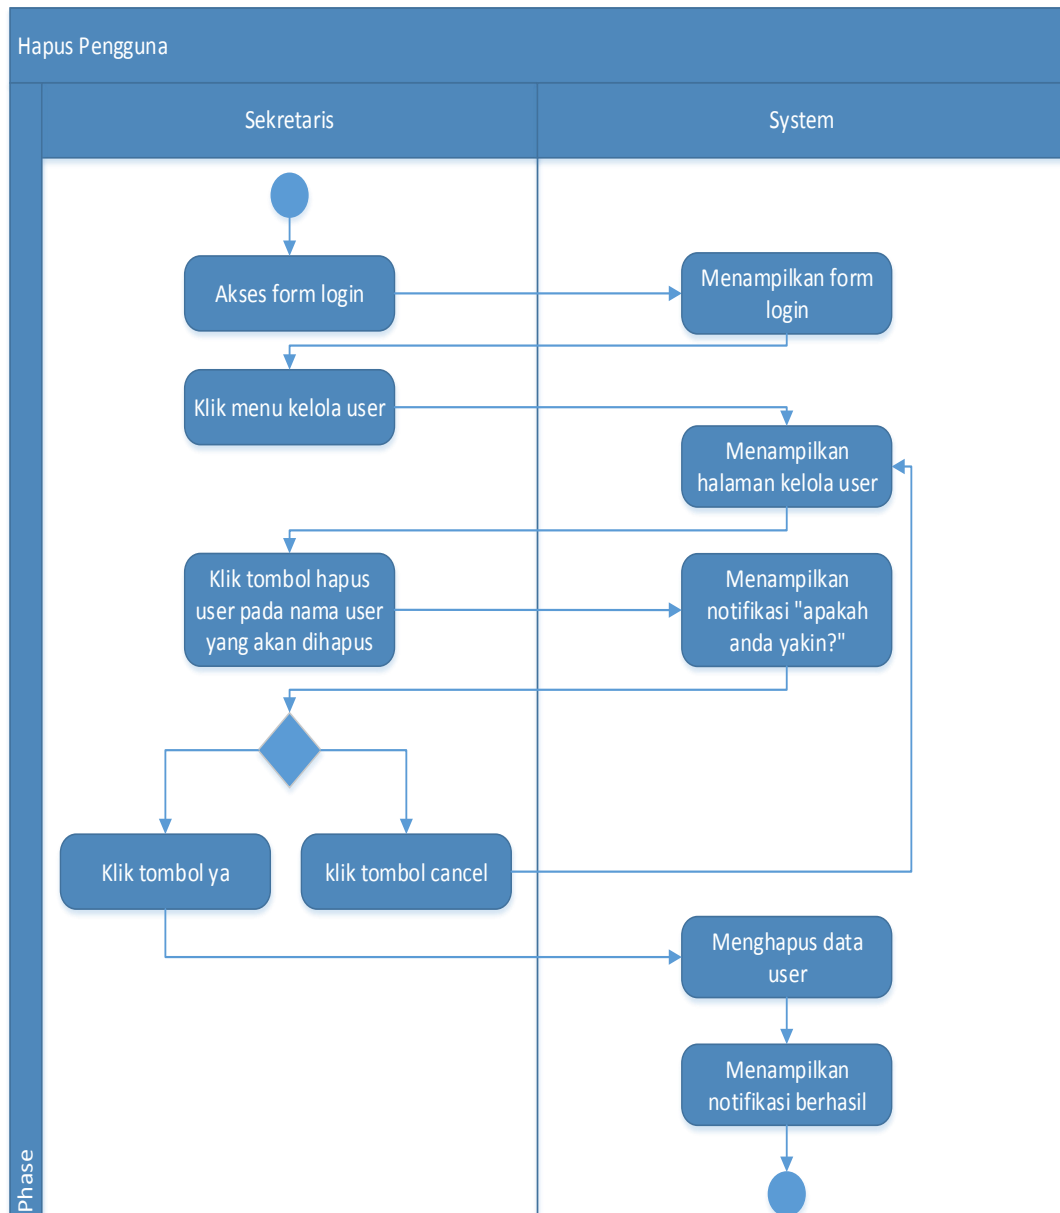 Hapus Pengguna
Sekretaris
System
Akses form login
Menampilkan form
login
Klik menu kelola user
Menampilkan
halaman kelola user
Klik tombol hapus
user pada nama user
yang akan dihapus
Menampilkan
notifikasi "apakah
anda yakin?"
Klik tombol ya
klik tombol cancel
Menghapus data
user
Menampilkan
notifikasi berhasil
Phase